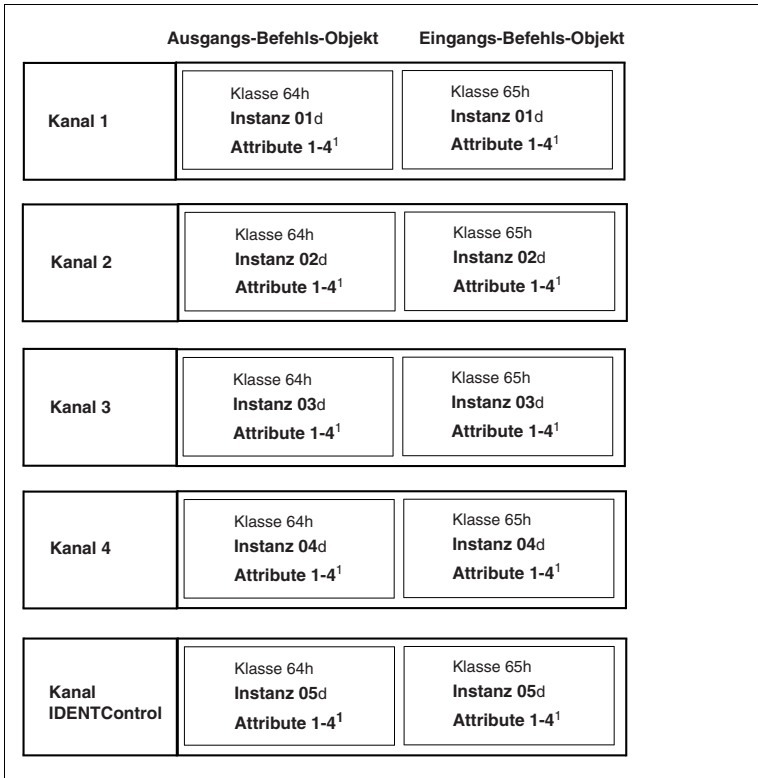 Ausgangs-Befehls-Objekt Eingangs-Befehls-Objekt
Kanal 1
Klasse 64h
Instanz 01d
Attribute 1-4¹
Klasse 65h
Instanz 01d
Attribute 1-4¹
Kanal 2
Klasse 64h
Instanz 02d
Attribute 1-4¹
Klasse 65h
Instanz 02d
Attribute 1-4¹
Kanal 3
Klasse 64h
Instanz 03d
Attribute 1-4¹
Klasse 65h
Instanz 03d
Attribute 1-4¹
Kanal 4
Klasse 64h
Instanz 04d
Attribute 1-4¹
Klasse 65h
Instanz 04d
Attribute 1-4¹
Kanal
IDENTControl
Klasse 64h
Instanz 05d
Attribute 1-4¹
Klasse 65h
Instanz 05d
Attribute 1-4¹